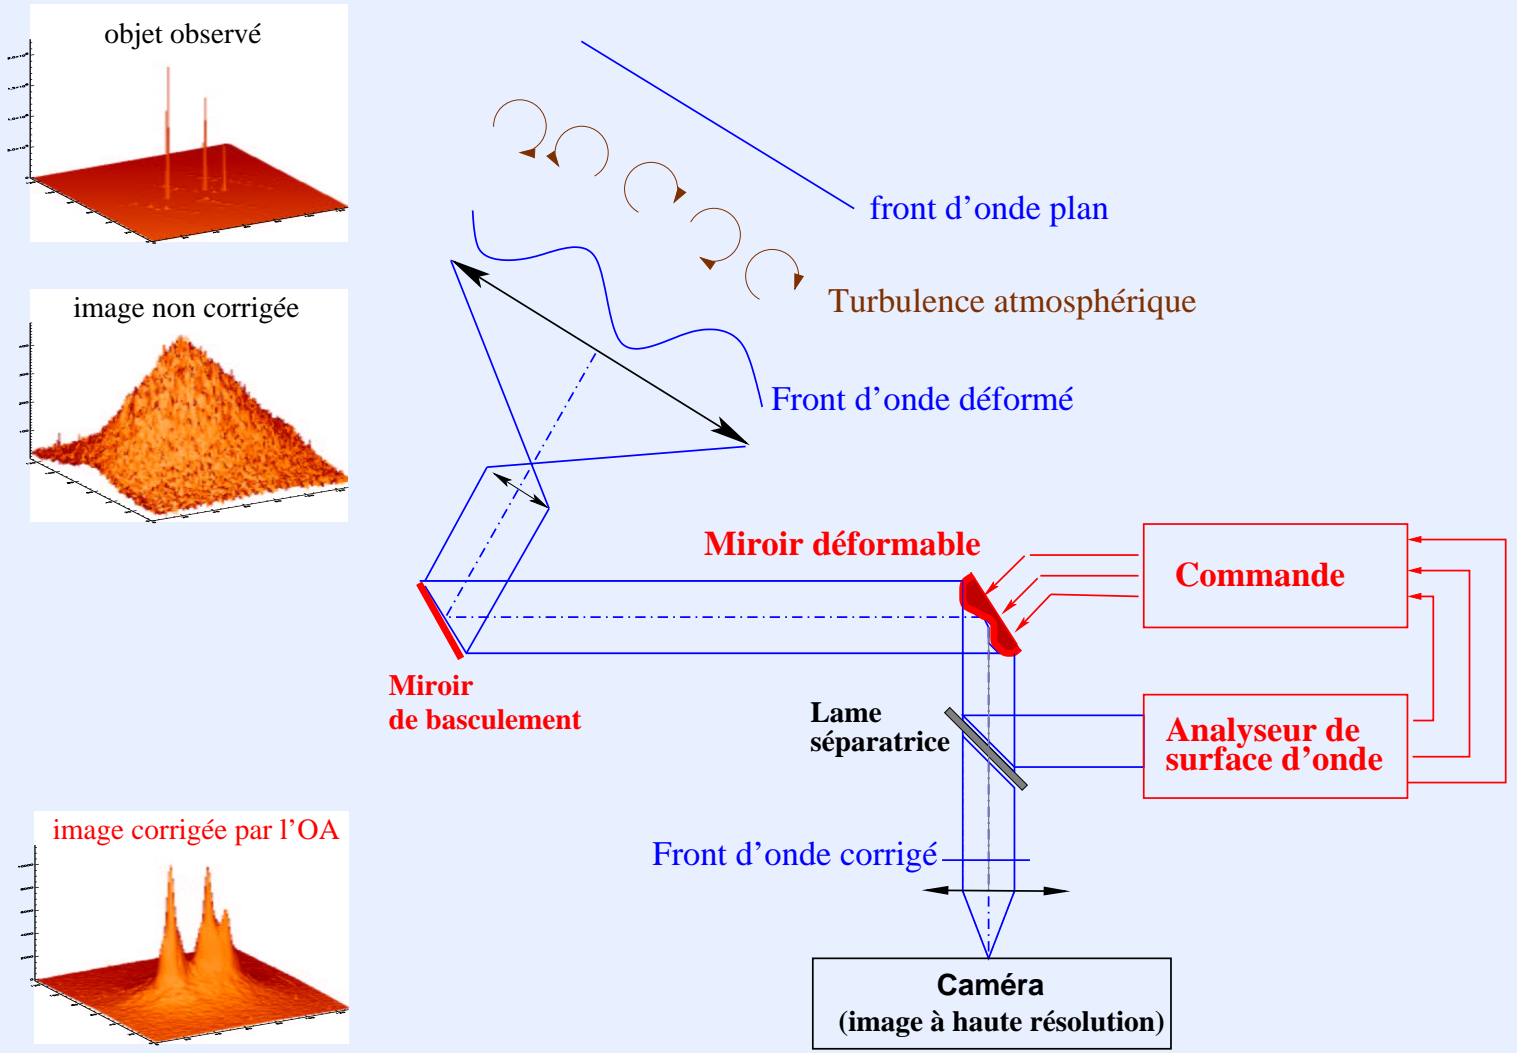 objet observé
front d'onde plan
image non corrigée
Turbulence atmosphérique
Front d'onde déformé
Miroir déformable
Commande
Miroir
de basculement
Lame
séparatrice
Analyseur de
surface d'onde
image corrigée par l'OA
Front d'onde corrigé
Caméra
(image à haute résolution)